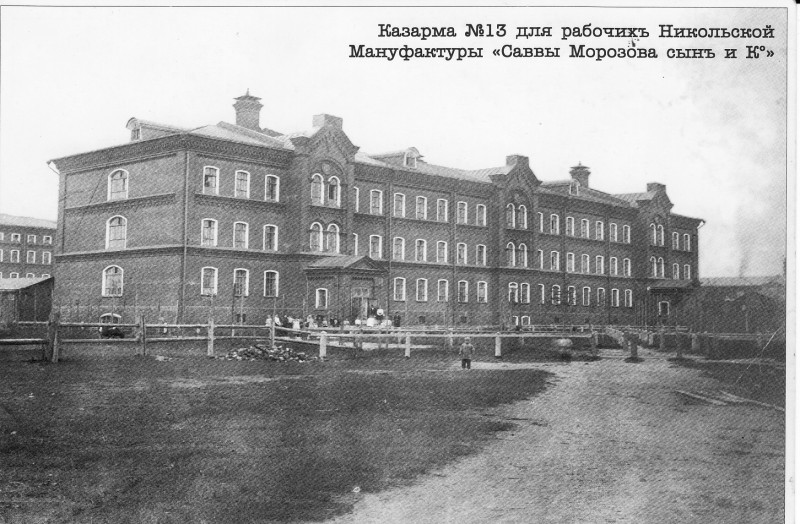 Казарма №13 для рабочихъ Никольской
Мануфактуры «Саввы Морозова сынъ и К°»